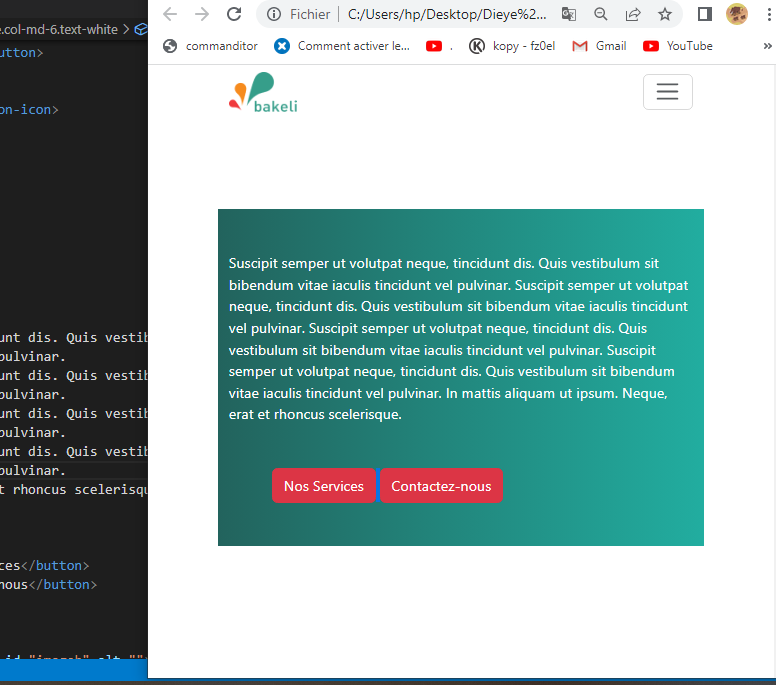 .col-md-6.text-white >
utton>
on-icon>
unt dis. Quis vestib
pulvinar.
unt dis. Quis vestib
pulvinar.
unt dis. Quis vestib
pulvinar.
unt dis. Quis vestib
pulvinar.
t rhoncus scelerisqu
ces</button>
nous</button>
Fichier
C:/Users/hp/Desktop/Dieye%2...
commanditor
Comment activer le...
.
kopy - fz0el
Gmail
YouTube
»
bakeli
Suscipit semper ut volutpat neque, tincidunt dis. Quis vestibulum sit
bibendum vitae iaculis tincidunt vel pulvinar. Suscipit semper ut volutpat
neque, tincidunt dis. Quis vestibulum sit bibendum vitae iaculis tincidunt
vel pulvinar. Suscipit semper ut volutpat neque, tincidunt dis. Quis
vestibulum sit bibendum vitae iaculis tincidunt vel pulvinar. Suscipit
semper ut volutpat neque, tincidunt dis. Quis vestibulum sit bibendum
vitae iaculis tincidunt vel pulvinar. In mattis aliquam ut ipsum. Neque,
erat et rhoncus scelerisque.
Nos Services
Contactez-nous